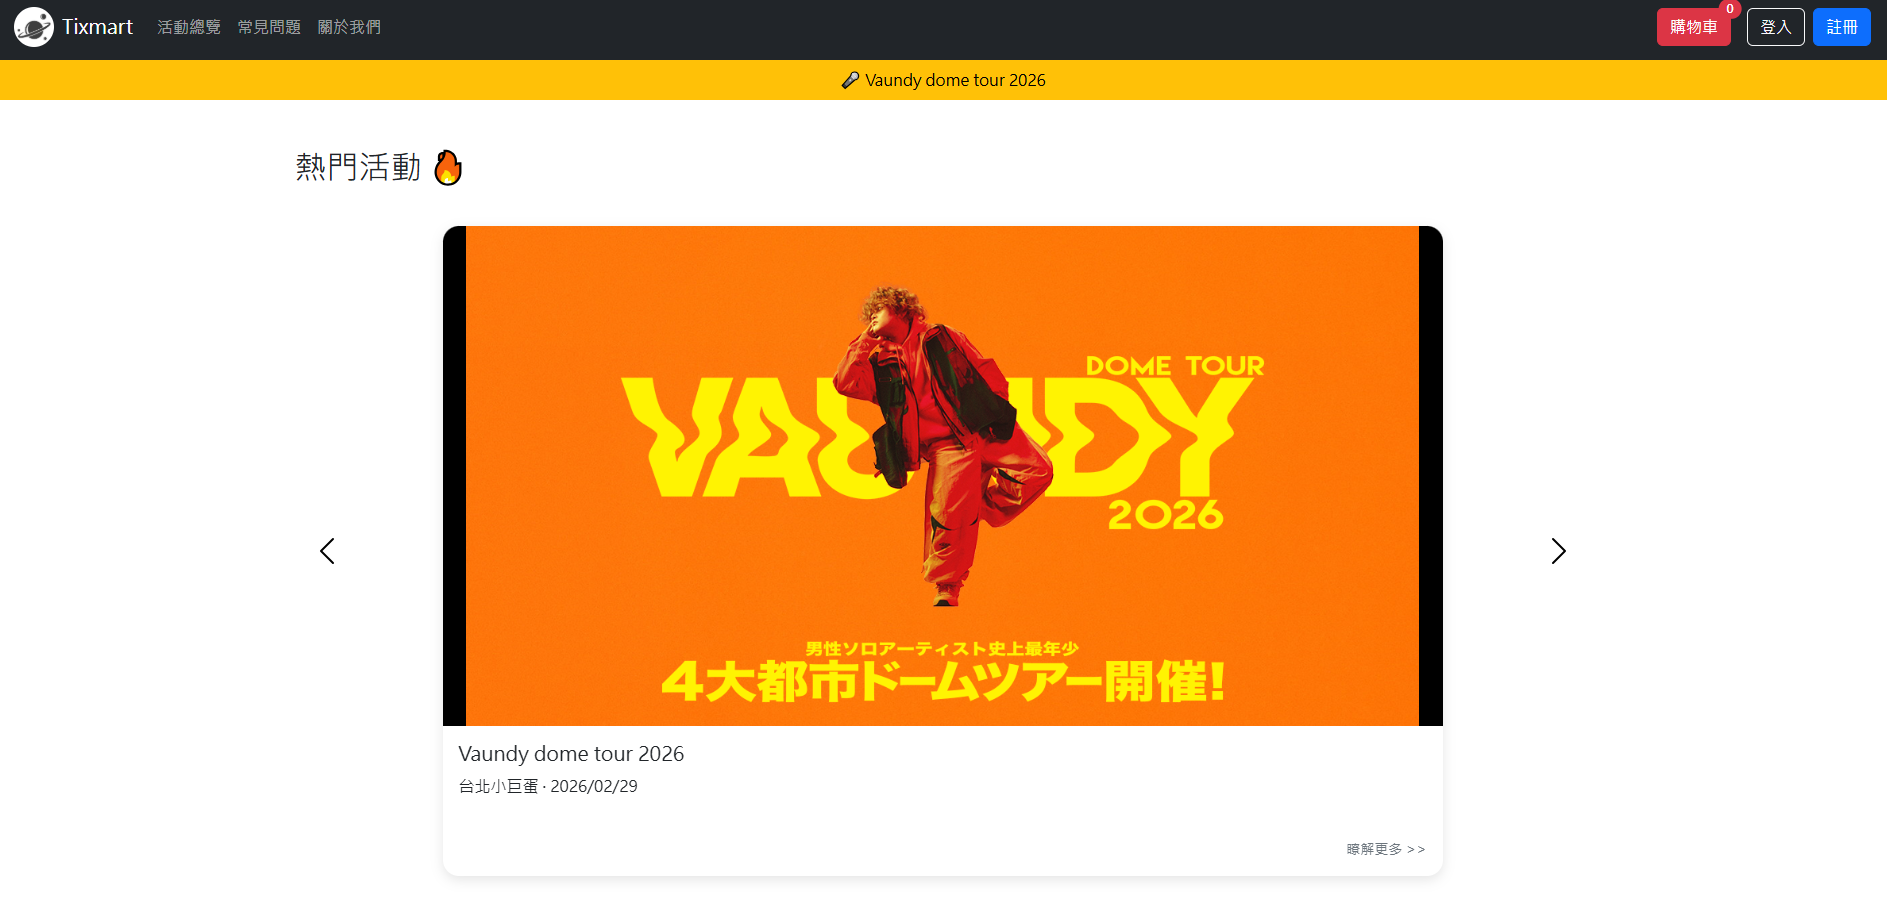 Tixmart 活動總覽 常見問題 關於我們 購物車 0 登入 註冊
🎤 Vaundy dome tour 2026
熱門活動 🔥
DOME TOUR
VAUNDY
2026
男性ソロアーティスト史上最年少
4大都市ドームツアー開催!
Vaundy dome tour 2026
台北小巨蛋 · 2026/02/29
瞭解更多 >>